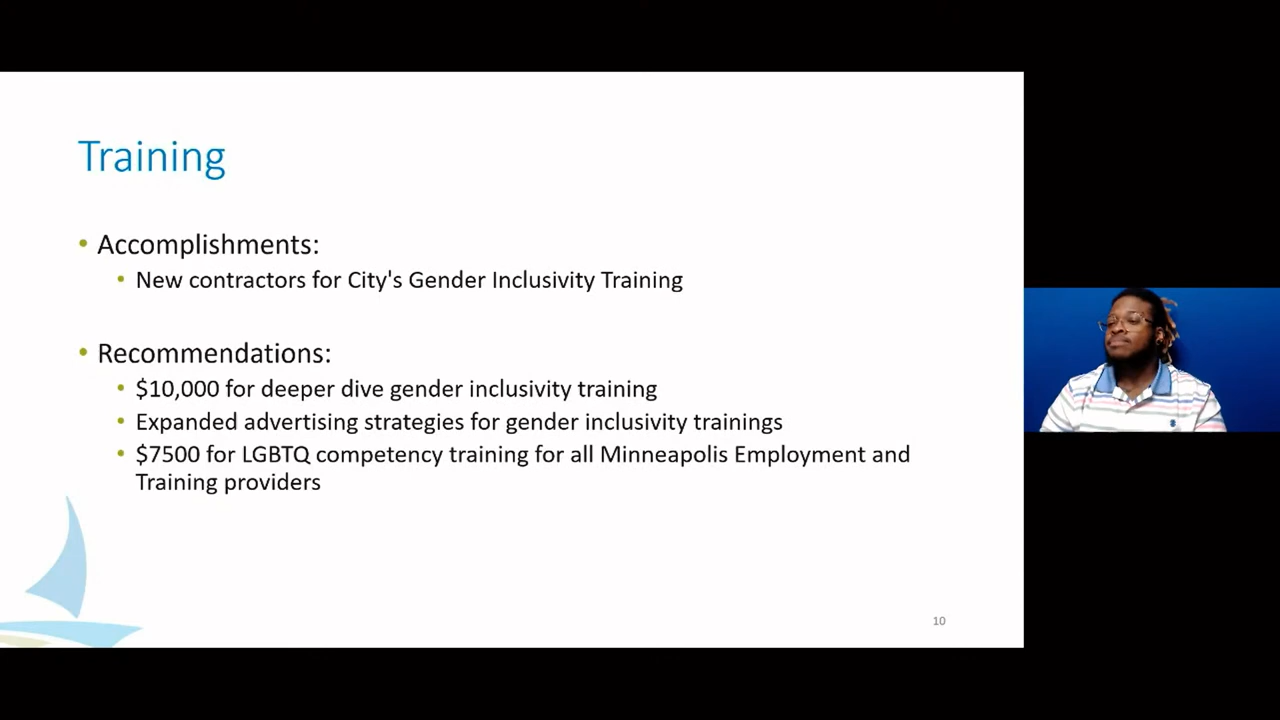 Training
• Accomplishments:
• New contractors for City's Gender Inclusivity Training
• Recommendations:
• $10,000 for deeper dive gender inclusivity training
• Expanded advertising strategies for gender inclusivity trainings
• $7500 for LGBTQ competency training for all Minneapolis Employment and
Training providers
10